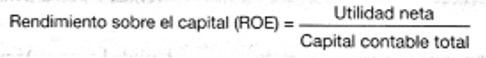 Rendimiento sobre el capital (ROE) = Utilidad neta
Capital contable total